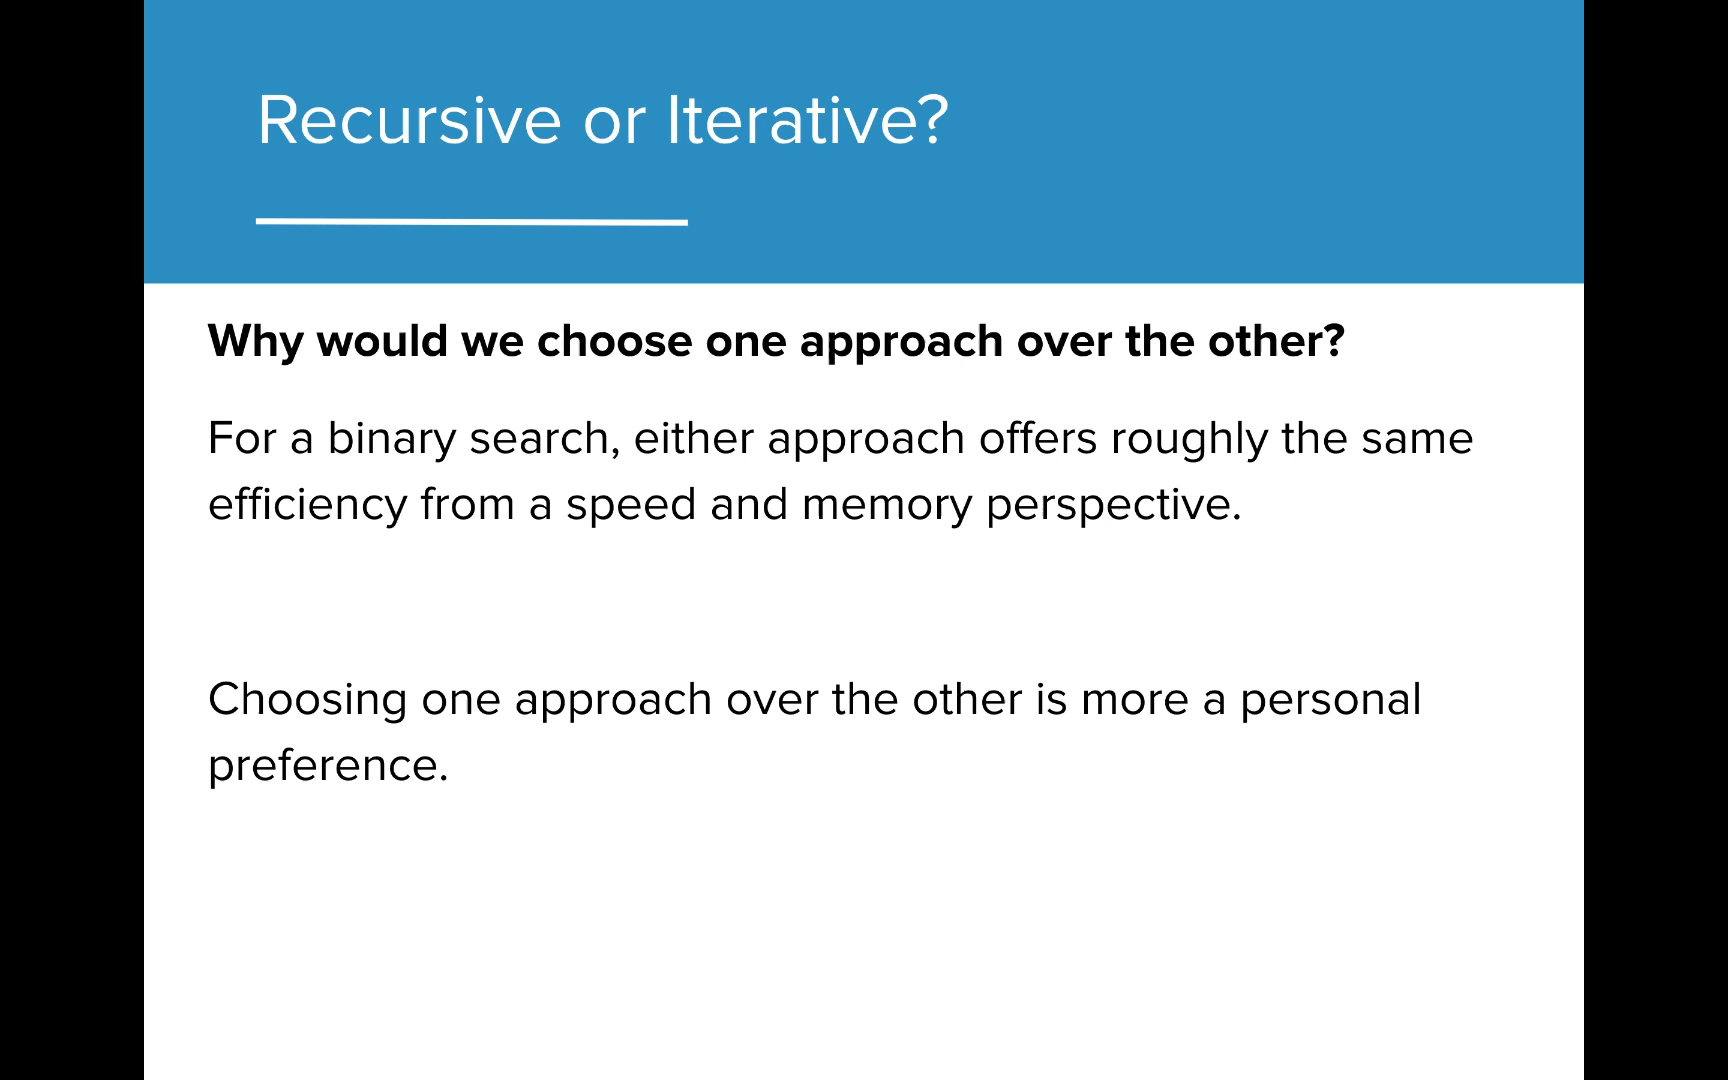 Recursive or Iterative?
Why would we choose one approach over the other?
For a binary search, either approach offers roughly the same
efficiency from a speed and memory perspective.
Choosing one approach over the other is more a personal
preference.